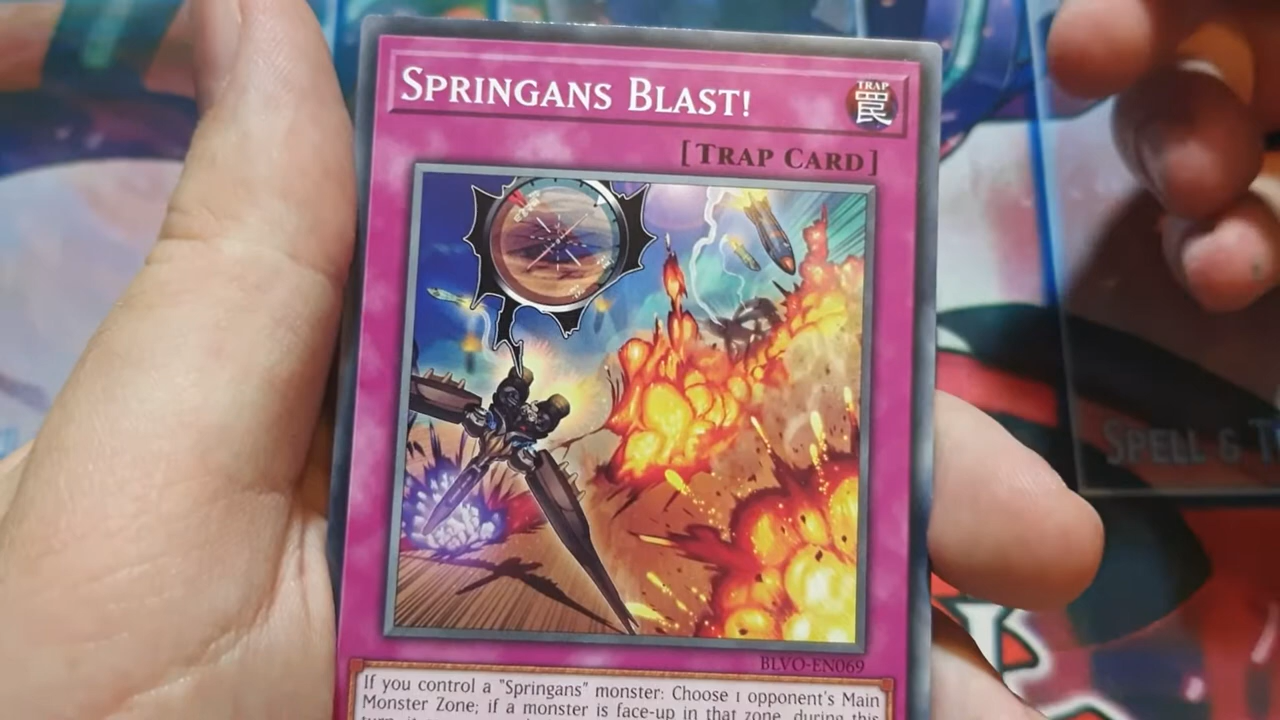 SPRINGANS BLAST!
TRAP
罠
[TRAP CARD]
BLVO-EN069
If you control a "Springans" monster: Choose 1 opponent's Main
Monster Zone; if a monster is face-up in that zone, during this
SPELL & T